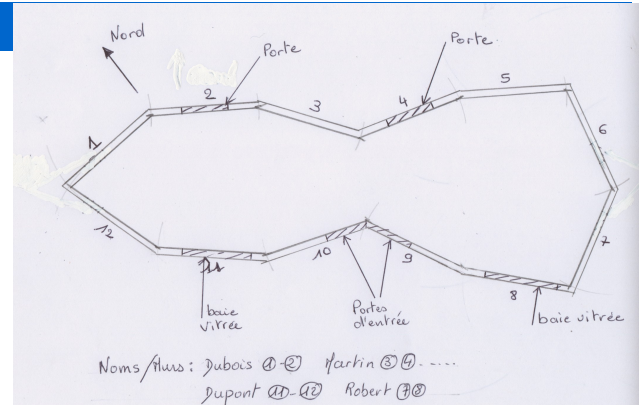 Nord
Porte
Porte
1
2
3
4
5
6
7
8
9
10
11
12
baie
vitrée
Portes
d'entrée
baie vitrée
Noms/Murs : Dubois ①-② Martin ③④.....
Dupont ⑪-⑫ Robert ⑦⑧